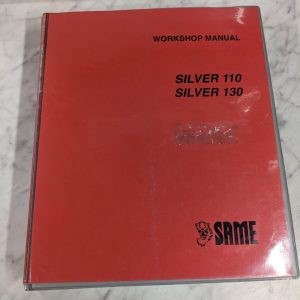 WORKSHOP MANUAL
SILVER 110
SILVER 130
SAME